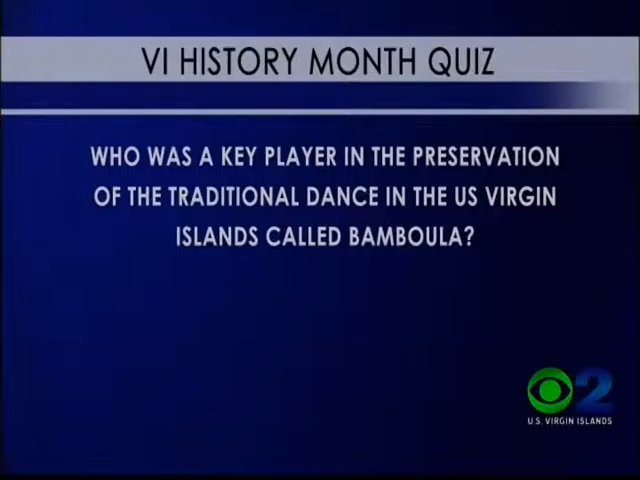 VI HISTORY MONTH QUIZ
WHO WAS A KEY PLAYER IN THE PRESERVATION
OF THE TRADITIONAL DANCE IN THE US VIRGIN
ISLANDS CALLED BAMBOULA?
2
U.S. VIRGIN ISLANDS